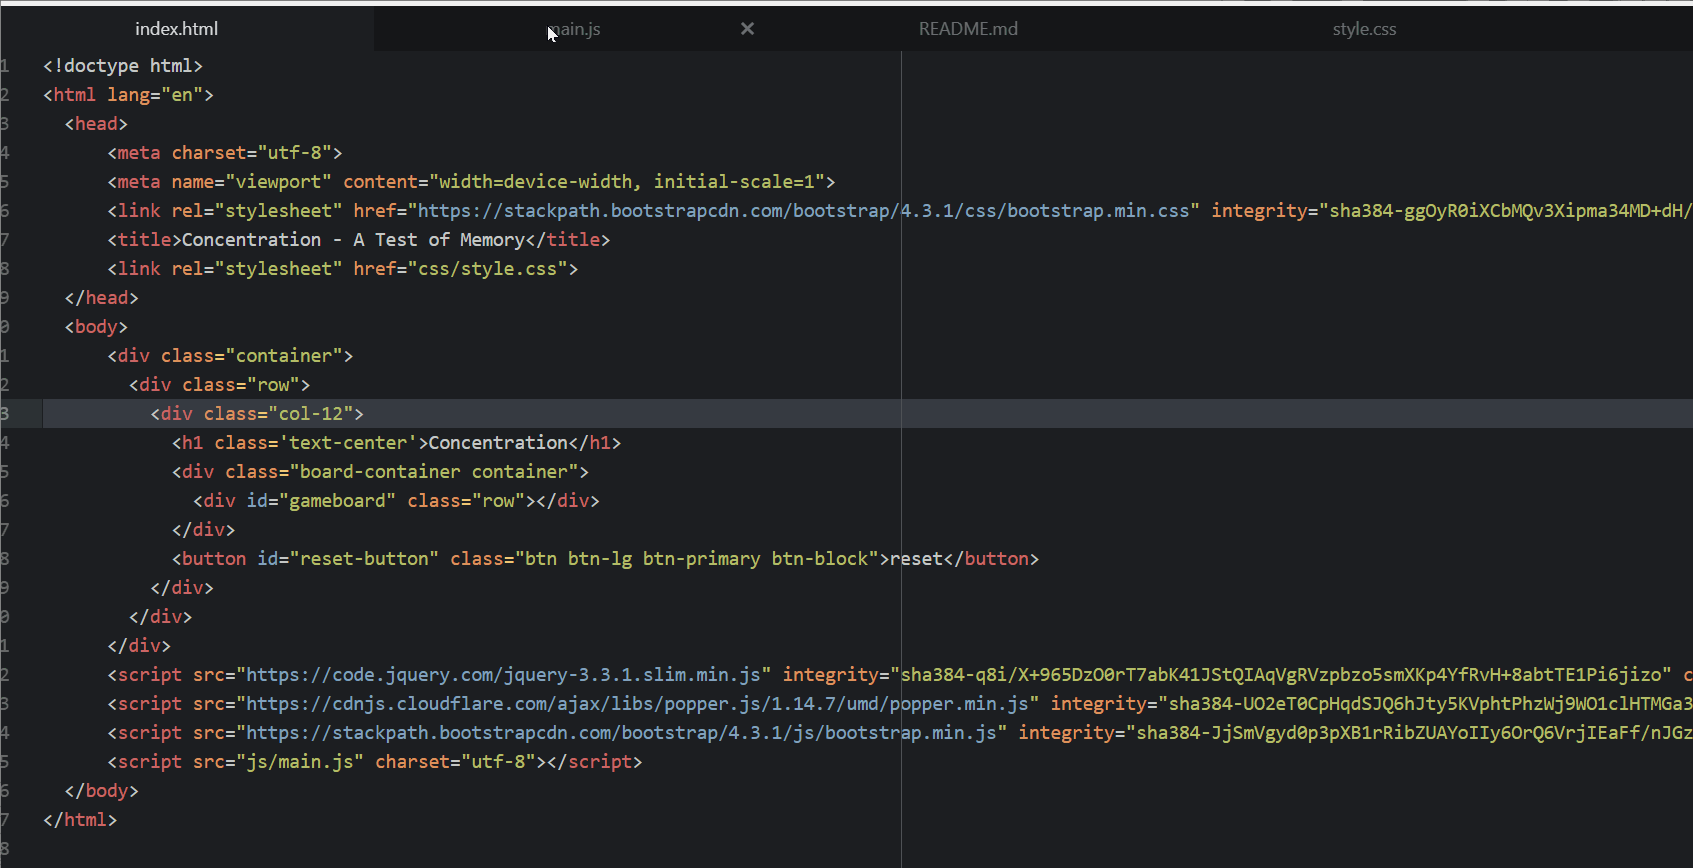 index.html main.js README.md style.css
1 <!doctype html>
2 <html lang="en">
3 <head>
4 <meta charset="utf-8">
5 <meta name="viewport" content="width=device-width, initial-scale=1">
6 <link rel="stylesheet" href="https://stackpath.bootstrapcdn.com/bootstrap/4.3.1/css/bootstrap.min.css" integrity="sha384-ggOyR0iXCbMQv3Xipma34MD+dH/
7 <title>Concentration - A Test of Memory</title>
8 <link rel="stylesheet" href="css/style.css">
9 </head>
0 <body>
1 <div class="container">
2 <div class="row">
3 <div class="col-12">
4 <h1 class='text-center'>Concentration</h1>
5 <div class="board-container container">
6 <div id="gameboard" class="row"></div>
7 </div>
8 <button id="reset-button" class="btn btn-lg btn-primary btn-block">reset</button>
9 </div>
0 </div>
1 </div>
2 <script src="https://code.jquery.com/jquery-3.3.1.slim.min.js" integrity="sha384-q8i/X+965DzO0rT7abK41JStQIAqVgRVzpbzo5smXKp4YfRvH+8abtTE1Pi6jizo" c
3 <script src="https://cdnjs.cloudflare.com/ajax/libs/popper.js/1.14.7/umd/popper.min.js" integrity="sha384-UO2eT0CpHqdSJQ6hJty5KVphtPhzWj9WO1clHTMGa3
4 <script src="https://stackpath.bootstrapcdn.com/bootstrap/4.3.1/js/bootstrap.min.js" integrity="sha384-JjSmVgyd0p3pXB1rRibZUAYoIIy6OrQ6VrjIEaFf/nJGz
5 <script src="js/main.js" charset="utf-8"></script>
6 </body>
7 </html>
8